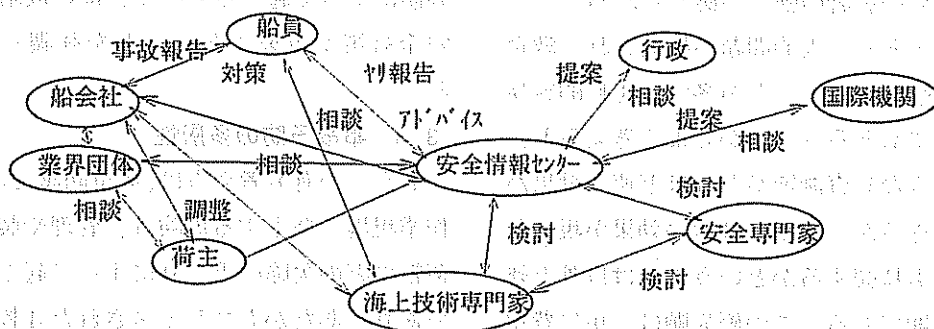 船員
事故報告
対策
ヤリ報告
提案
行政
船会社
相談
アドバイス
相談
国際機関
提案
相談
業界団体
相談
安全情報センター
相談
調整
検討
荷主
検討
安全専門家
検討
海上技術専門家